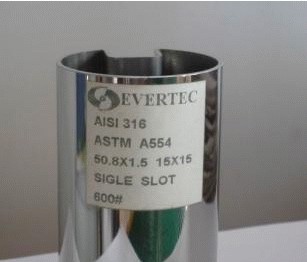 EVERTEC
AISI 316
ASTM A554
50.8X1.5 15X15
SIGLE SLOT
600#